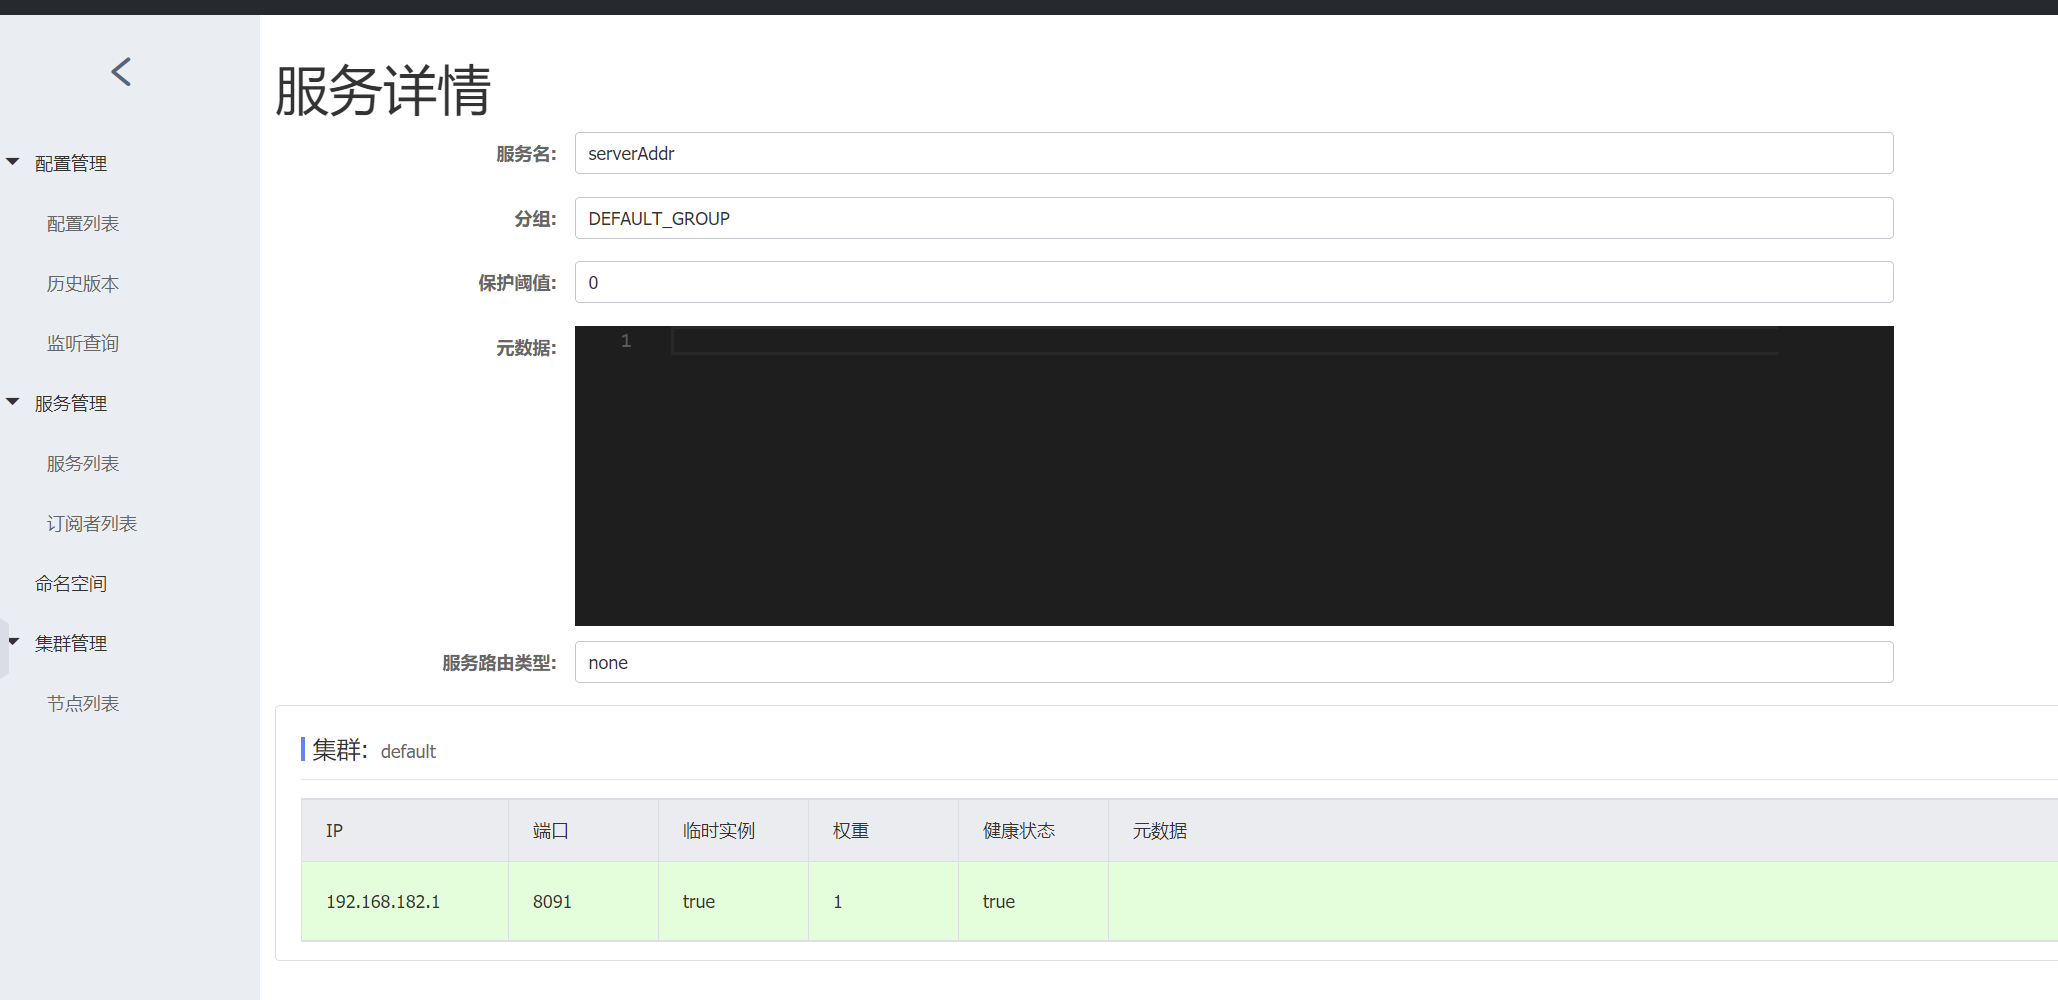 配置管理
配置列表
历史版本
监听查询
服务管理
服务列表
订阅者列表
命名空间
集群管理
节点列表
服务详情
服务名: serverAddr
分组: DEFAULT_GROUP
保护阈值: 0
元数据: 1
服务路由类型: none
集群: default
IP 端口 临时实例 权重 健康状态 元数据
192.168.182.1 8091 true 1 true